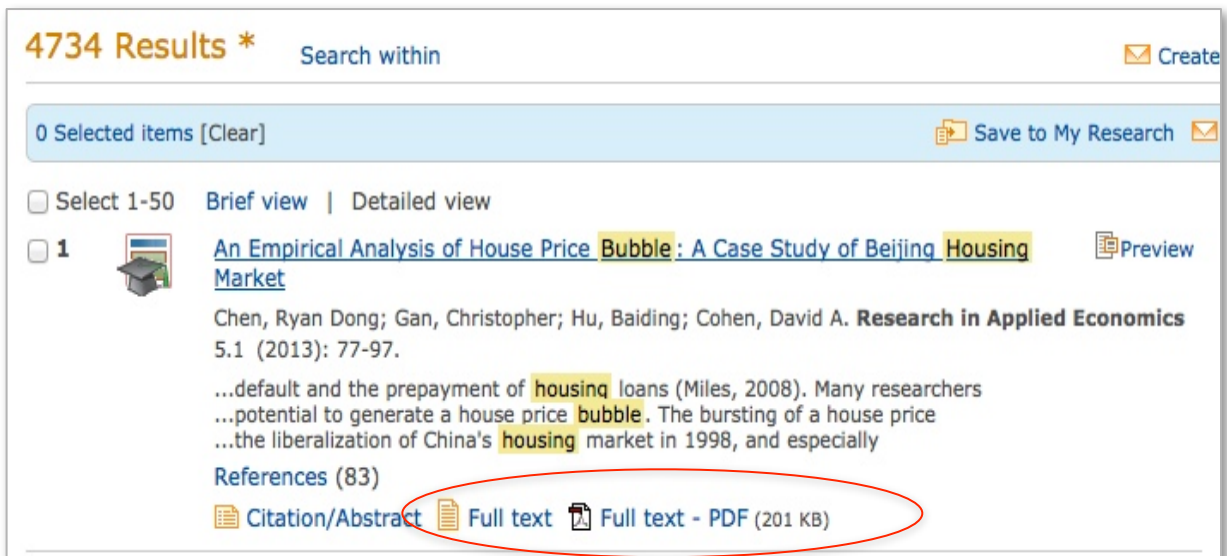 4734 Results * Search within Create
0 Selected items [Clear] Save to My Research
Select 1-50 Brief view | Detailed view
1 An Empirical Analysis of House Price Bubble: A Case Study of Beijing Housing Preview
Market
Chen, Ryan Dong; Gan, Christopher; Hu, Baiding; Cohen, David A. Research in Applied Economics
5.1 (2013): 77-97.
...default and the prepayment of housing loans (Miles, 2008). Many researchers
...potential to generate a house price bubble. The bursting of a house price
...the liberalization of China's housing market in 1998, and especially
References (83)
Citation/Abstract Full text Full text - PDF (201 KB)